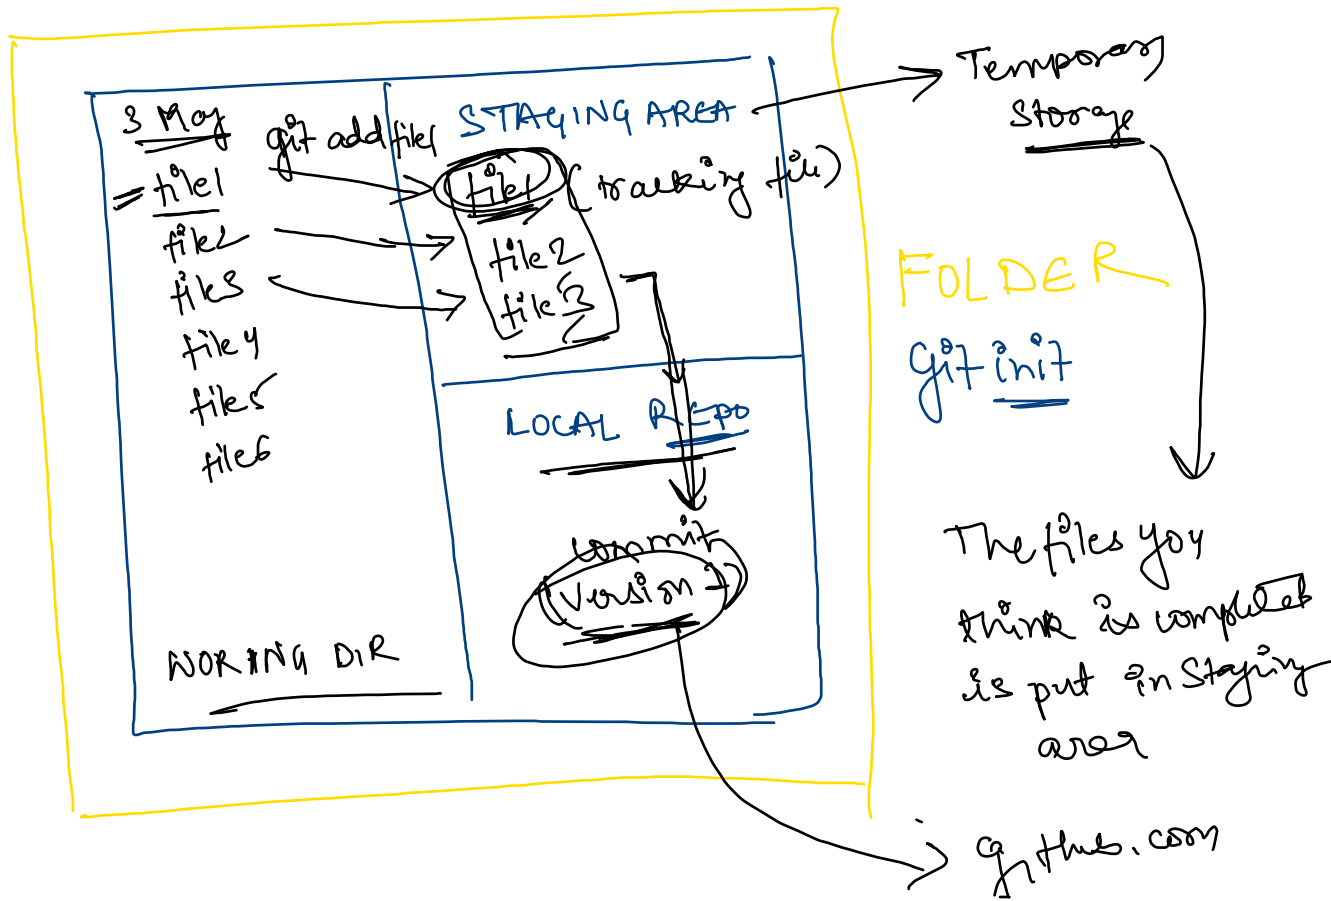 3 May
git add file1
file1
file2
file3
file4
file5
file6
WORKING DIR
STAGING AREA
file1 (tracking file)
file2
file3
LOCAL REPO
commit
(version 1)
Temporary
Storage
FOLDER
git init
The files you
think is completed
is put in Staging
area
github.com